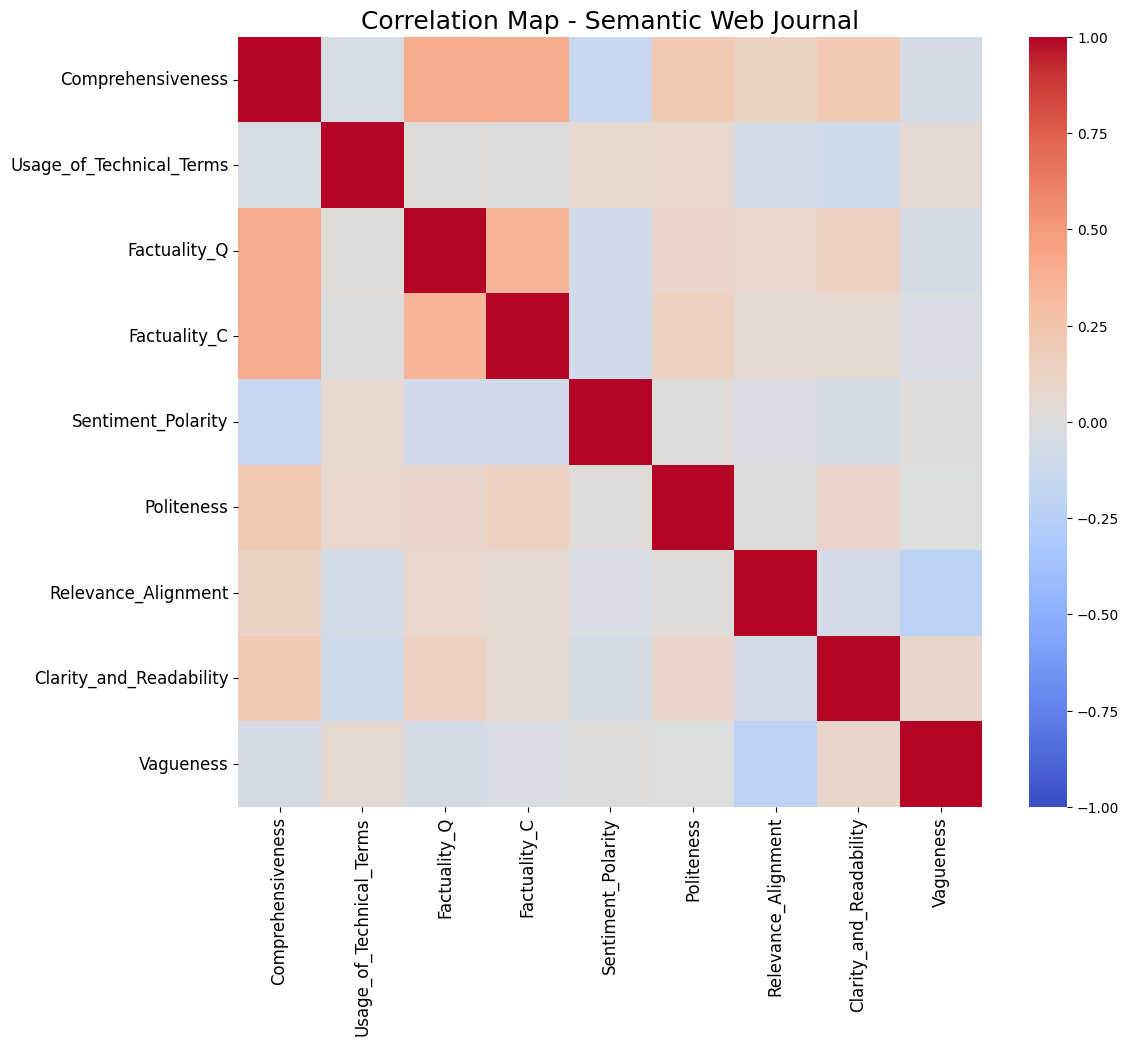 Correlation Map - Semantic Web Journal
Comprehensiveness
Usage_of_Technical_Terms
Factuality_Q
Factuality_C
Sentiment_Polarity
Politeness
Relevance_Alignment
Clarity_and_Readability
Vagueness
Comprehensiveness
Usage_of_Technical_Terms
Factuality_Q
Factuality_C
Sentiment_Polarity
Politeness
Relevance_Alignment
Clarity_and_Readability
Vagueness
1.00
0.75
0.50
0.25
0.00
−0.25
−0.50
−0.75
−1.00